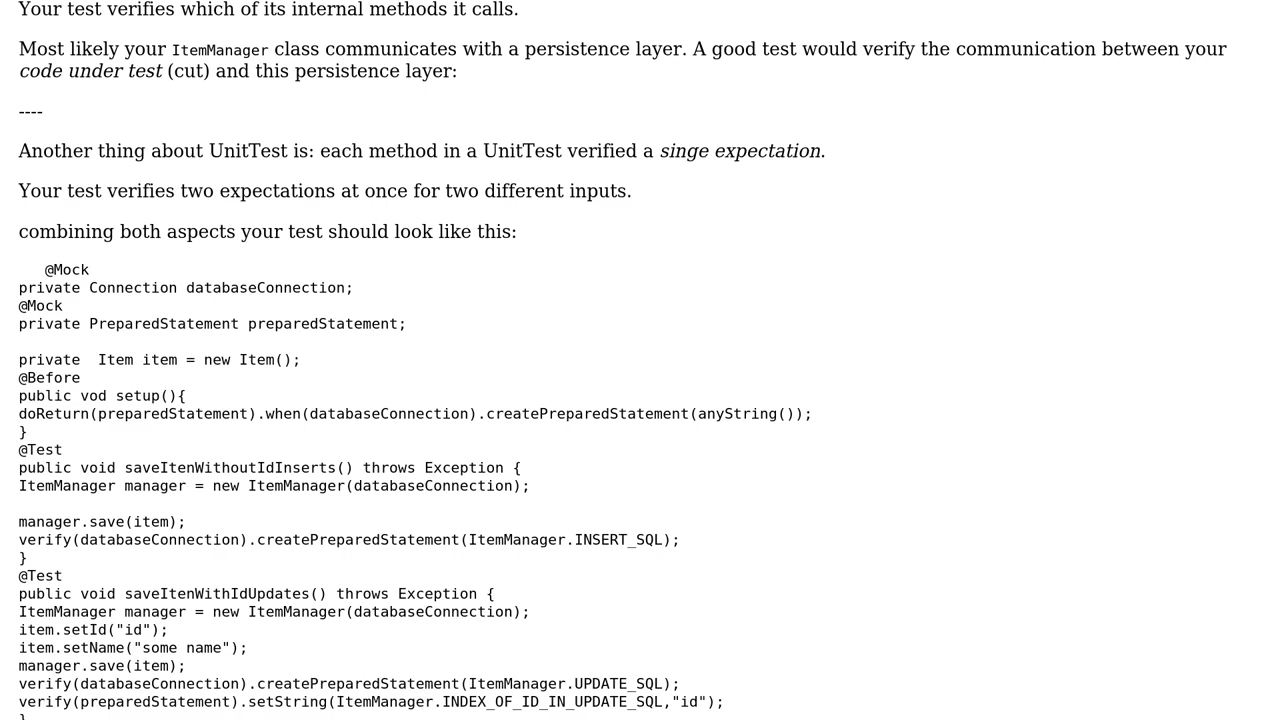 Your test verifies which of its internal methods it calls.
Most likely your ItemManager class communicates with a persistence layer. A good test would verify the communication between your
code under test (cut) and this persistence layer:
----
Another thing about UnitTest is: each method in a UnitTest verified a singe expectation.
Your test verifies two expectations at once for two different inputs.
combining both aspects your test should look like this:
   @Mock
private Connection databaseConnection;
@Mock
private PreparedStatement preparedStatement;
private  Item item = new Item();
@Before
public vod setup(){
doReturn(preparedStatement).when(databaseConnection).createPreparedStatement(anyString());
}
@Test
public void saveItenWithoutIdInserts() throws Exception {
ItemManager manager = new ItemManager(databaseConnection);
manager.save(item);
verify(databaseConnection).createPreparedStatement(ItemManager.INSERT_SQL);
}
@Test
public void saveItenWithIdUpdates() throws Exception {
ItemManager manager = new ItemManager(databaseConnection);
item.setId("id");
item.setName("some name");
manager.save(item);
verify(databaseConnection).createPreparedStatement(ItemManager.UPDATE_SQL);
verify(preparedStatement).setString(ItemManager.INDEX_OF_ID_IN_UPDATE_SQL,"id");
}